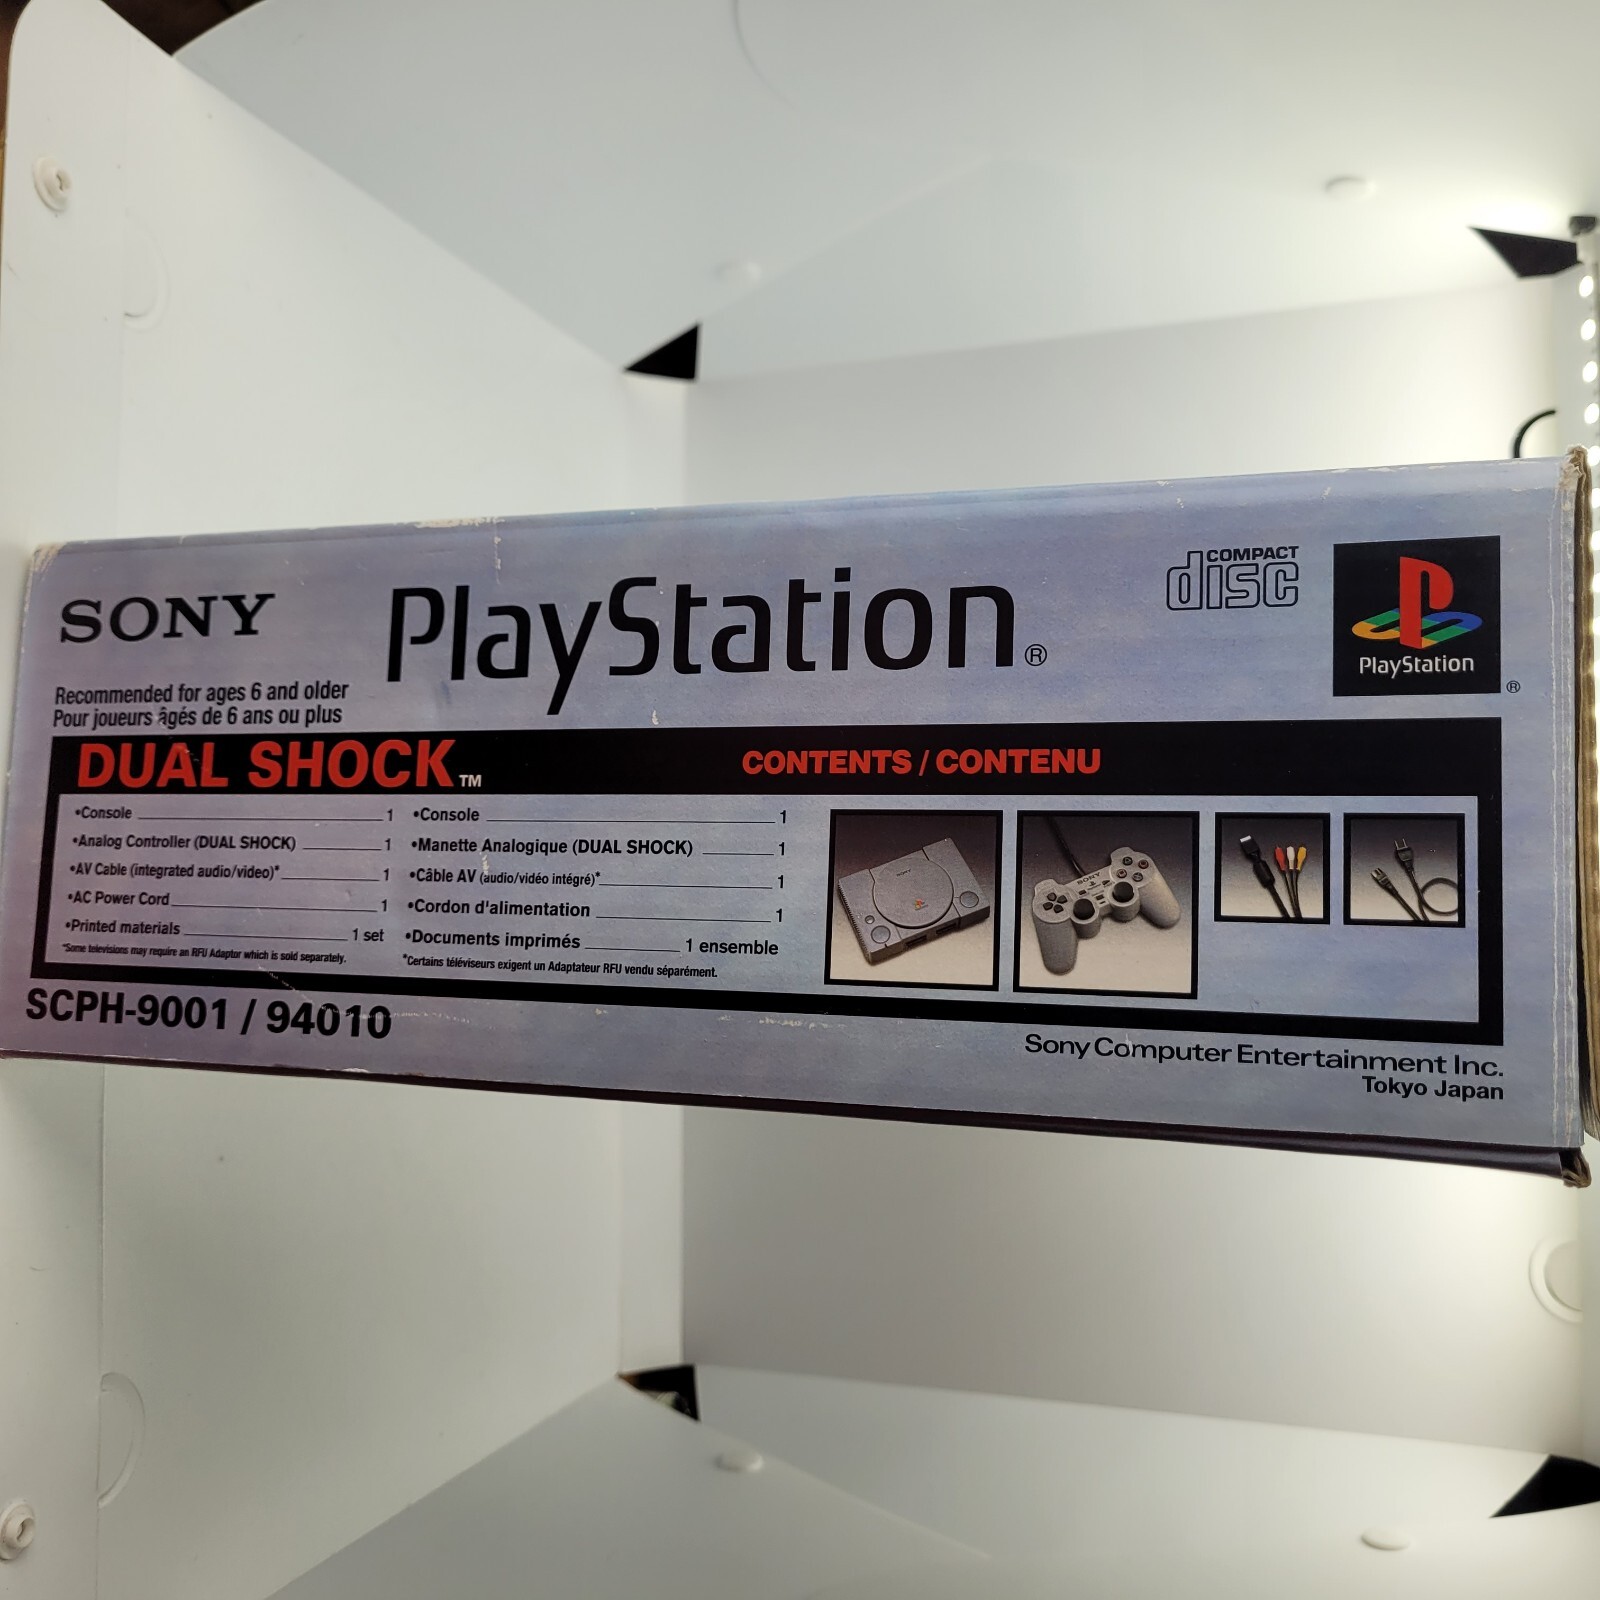 SONY
PlayStation®
COMPACT
disc
PlayStation
®
Recommended for ages 6 and older
Pour joueurs âgés de 6 ans ou plus
DUAL SHOCK™
CONTENTS / CONTENU
•Console 1
•Analog Controller (DUAL SHOCK) 1
•AV Cable (integrated audio/video)* 1
•AC Power Cord 1
•Printed materials 1 set
*Some televisions may require an RFU Adaptor which is sold separately.
•Console 1
•Manette Analogique (DUAL SHOCK) 1
•Câble AV (audio/vidéo intégré)* 1
•Cordon d'alimentation 1
•Documents imprimés 1 ensemble
*Certains téléviseurs exigent un Adaptateur RFU vendu séparément.
SONY
SCPH-9001 / 94010
Sony Computer Entertainment Inc.
Tokyo Japan